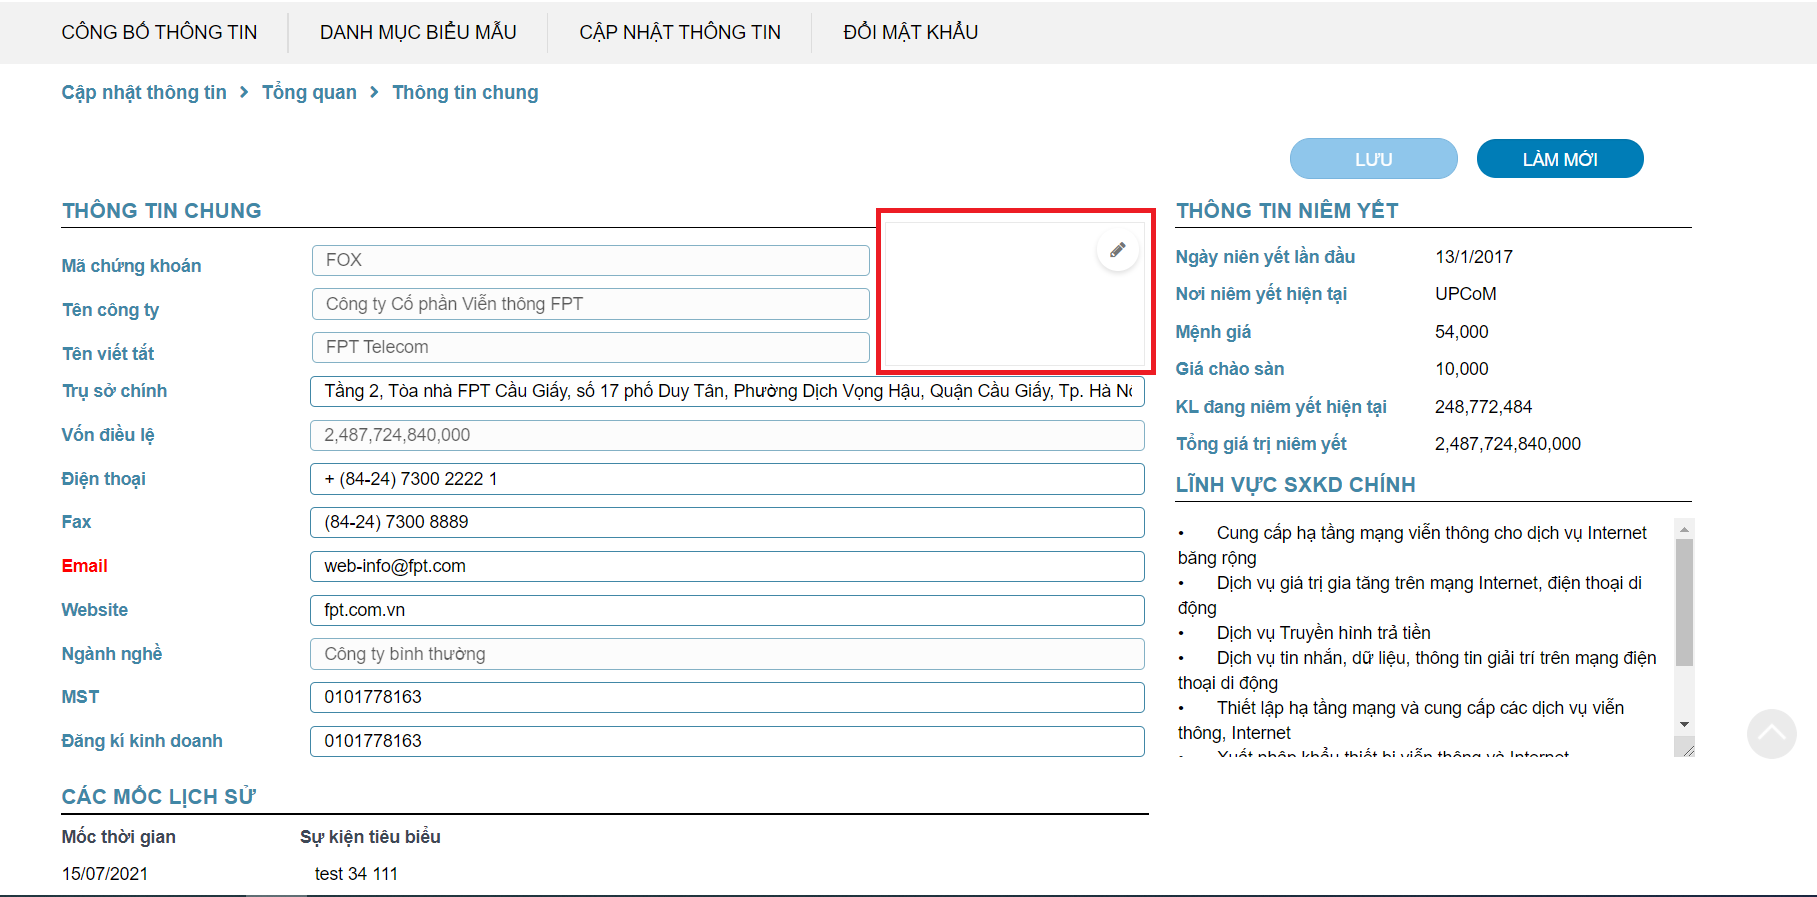 CÔNG BỐ THÔNG TIN
DANH MỤC BIỂU MẪU
CẬP NHẬT THÔNG TIN
ĐỔI MẬT KHẨU
Cập nhật thông tin > Tổng quan > Thông tin chung
LƯU
LÀM MỚI
THÔNG TIN CHUNG
Mã chứng khoán
FOX
Tên công ty
Công ty Cổ phần Viễn thông FPT
Tên viết tắt
FPT Telecom
Trụ sở chính
Tầng 2, Tòa nhà FPT Cầu Giấy, số 17 phố Duy Tân, Phường Dịch Vọng Hậu, Quận Cầu Giấy, Tp. Hà
Vốn điều lệ
2,487,724,840,000
Điện thoại
+ (84-24) 7300 2222 1
Fax
(84-24) 7300 8889
Email
web-info@fpt.com
Website
fpt.com.vn
Ngành nghề
Công ty bình thường
MST
0101778163
Đăng kí kinh doanh
0101778163
THÔNG TIN NIÊM YẾT
Ngày niên yết lần đầu
13/1/2017
Nơi niêm yết hiện tại
UPCoM
Mệnh giá
54,000
Giá chào sàn
10,000
KL đang niêm yết hiện tại
248,772,484
Tổng giá trị niêm yết
2,487,724,840,000
LĨNH VỰC SXKD CHÍNH
• Cung cấp hạ tầng mạng viễn thông cho dịch vụ Internet
băng rộng
• Dịch vụ giá trị gia tăng trên mạng Internet, điện thoại di
động
• Dịch vụ Truyền hình trả tiền
• Dịch vụ tin nhắn, dữ liệu, thông tin giải trí trên mạng điện
thoại di động
• Thiết lập hạ tầng mạng và cung cấp các dịch vụ viễn
thông, Internet
• Xuất nhập khẩu thiết bị viễn thông và Internet
CÁC MỐC LỊCH SỬ
Mốc thời gian
Sự kiện tiêu biểu
15/07/2021
test 34 111